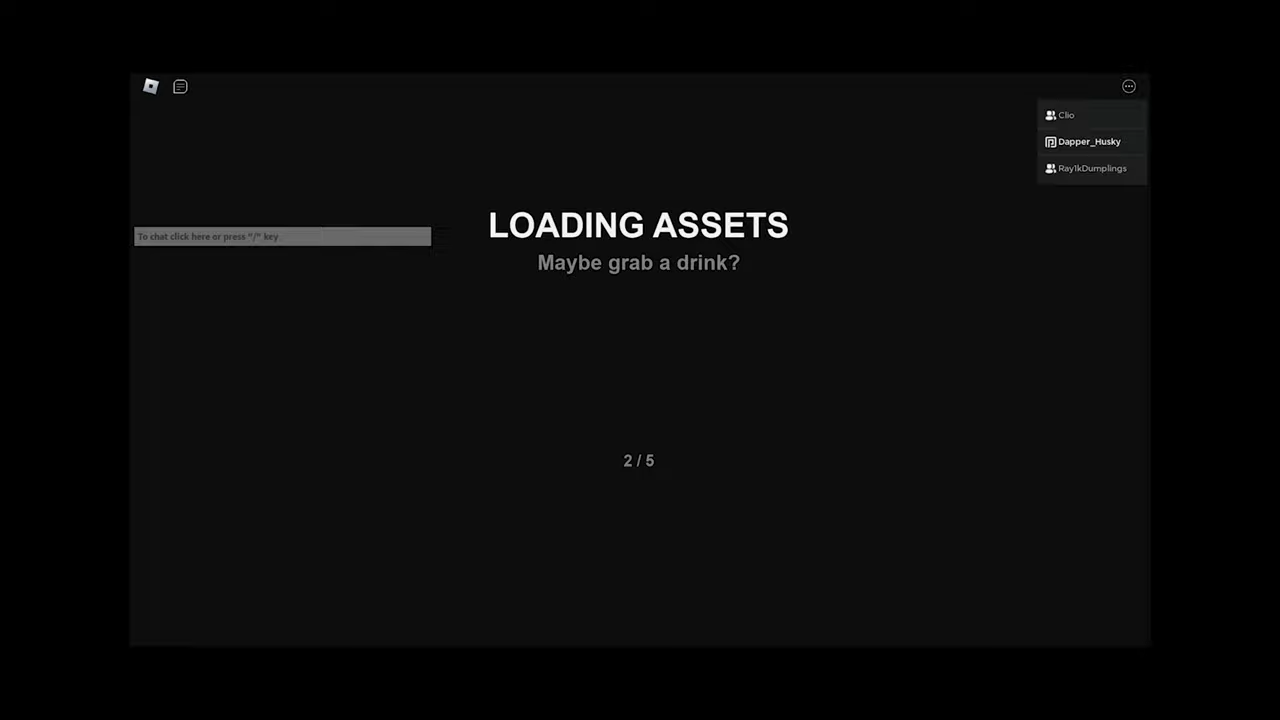 Clio
Dapper_Husky
Ray1kDumplings
LOADING ASSETS
To chat click here or press "/" key
Maybe grab a drink?
2 / 5